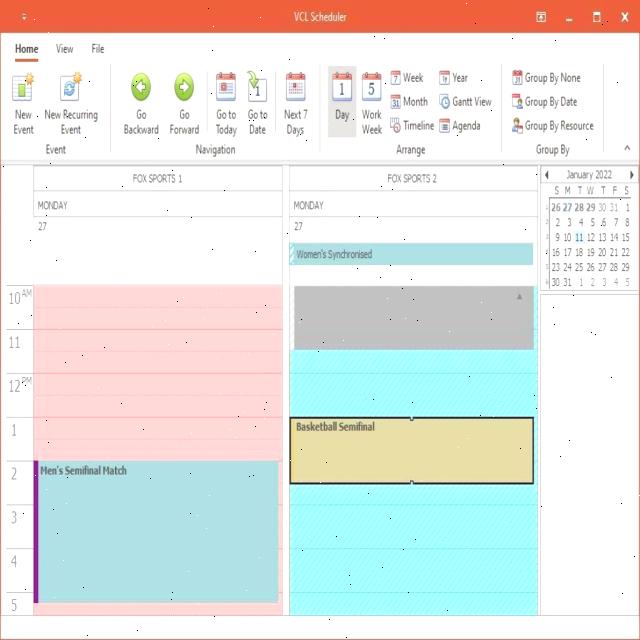 VCL Scheduler
Home View File
New Event
New Recurring Event
Go Backward
Go Forward
Go to Today
Go to Date
Next 7 Days
1 Day
5 Work Week
7 Week
31 Month
Timeline
Year
Gantt View
Agenda
Group By None
Group By Date
Group By Resource
Event
Navigation
Arrange
Group By
FOX SPORTS 1
FOX SPORTS 2
MONDAY
MONDAY
27
27
Women's Synchronised
10 AM
11
12 PM
1
2
3
4
5
Basketball Semifinal
Men's Semifinal Match
January 2022
S M T W T F S
26 27 28 29 30 31 1
2 3 4 5 6 7 8
9 10 11 12 13 14 15
16 17 18 19 20 21 22
23 24 25 26 27 28 29
30 31 1 2 3 4 5